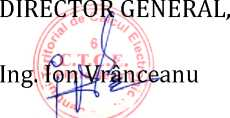 DIRECTOR GENERAL,
C.T.C.E.
Ing. Ion Vrânceanu